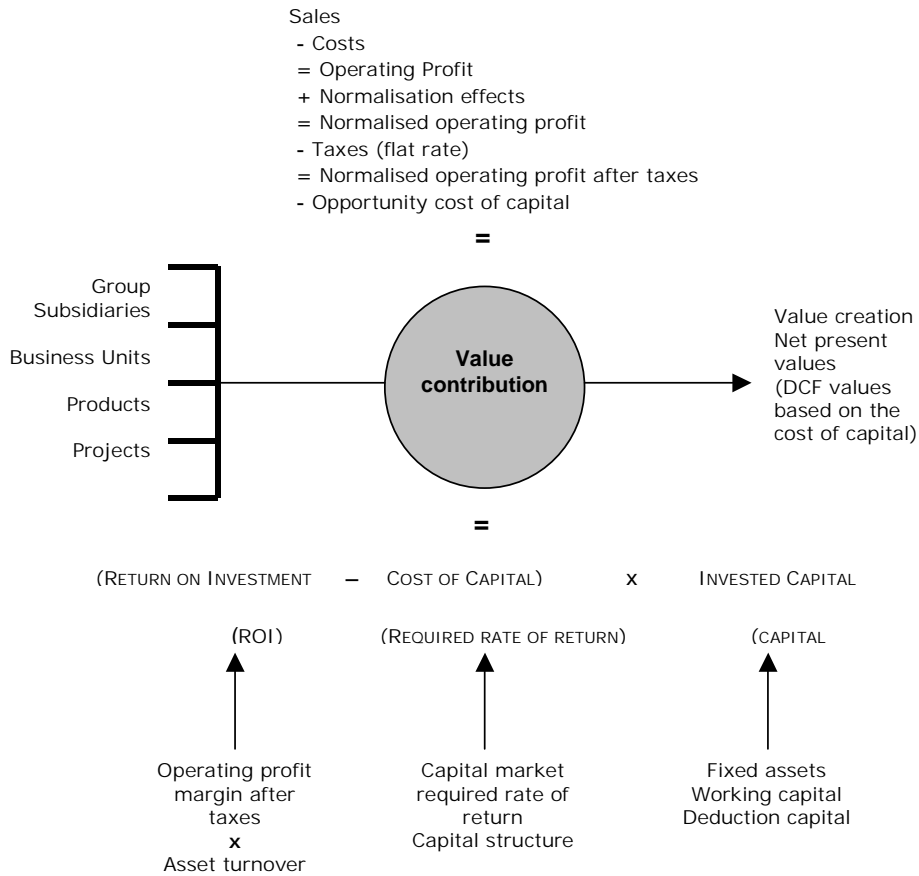 Sales
- Costs
= Operating Profit
+ Normalisation effects
= Normalised operating profit
- Taxes (flat rate)
= Normalised operating profit after taxes
- Opportunity cost of capital
=
Group
Subsidiaries
Business Units
Products
Projects
Value
contribution
Value creation
Net present
values
(DCF values
based on the
cost of capital)
=
(RETURN ON INVESTMENT – COST OF CAPITAL) x INVESTED CAPITAL
(ROI) (REQUIRED RATE OF RETURN) (CAPITAL
Operating profit
margin after
taxes
x
Asset turnover
Capital market
required rate of
return
Capital structure
Fixed assets
Working capital
Deduction capital